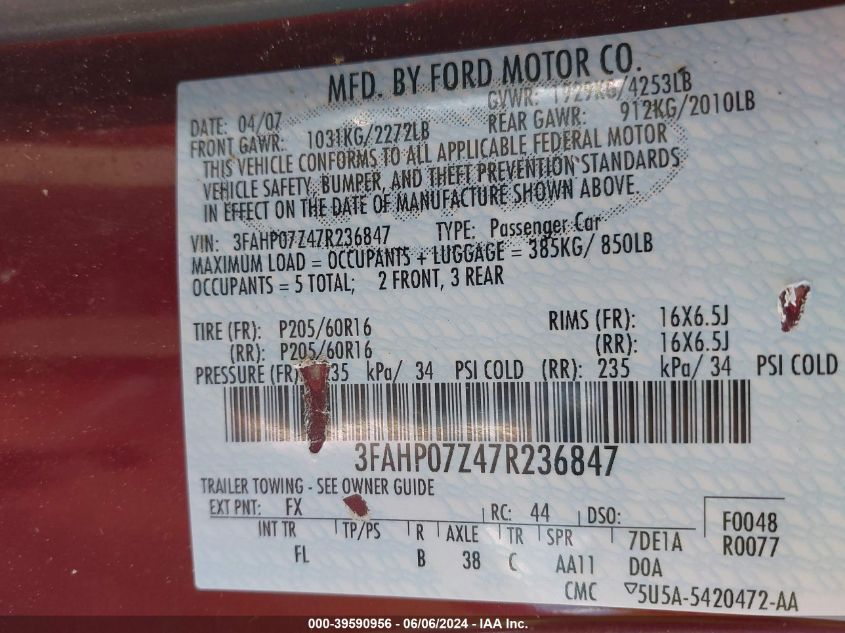 MFD. BY FORD MOTOR CO.
DATE: 04/07 GVWR: 1929KG/4253LB
FRONT GAWR: 1031KG/2272LB REAR GAWR: 912KG/2010LB
THIS VEHICLE CONFORMS TO ALL APPLICABLE FEDERAL MOTOR
VEHICLE SAFETY, BUMPER, AND THEFT PREVENTION STANDARDS
IN EFFECT ON THE DATE OF MANUFACTURE SHOWN ABOVE.
VIN: 3FAHP07Z47R236847 TYPE: Passenger Car
MAXIMUM LOAD = OCCUPANTS + LUGGAGE = 385KG/ 850LB
OCCUPANTS = 5 TOTAL; 2 FRONT, 3 REAR
TIRE (FR): P205/60R16 RIMS (FR): 16X6.5J
(RR): P205/60R16 (RR): 16X6.5J
PRESSURE (FR) 35 kPa/ 34 PSI COLD (RR): 235 kPa/ 34 PSI COLD
3FAHP07Z47R236847
TRAILER TOWING - SEE OWNER GUIDE
EXT PNT: FX RC: 44 DSO: F0048
INT TR TP/PS R AXLE TR SPR 7DE1A R0077
FL B 38 C AA11 D0A
CMC 5U5A-5420472-AA
000-39590956 - 06/06/2024 - IAA Inc.